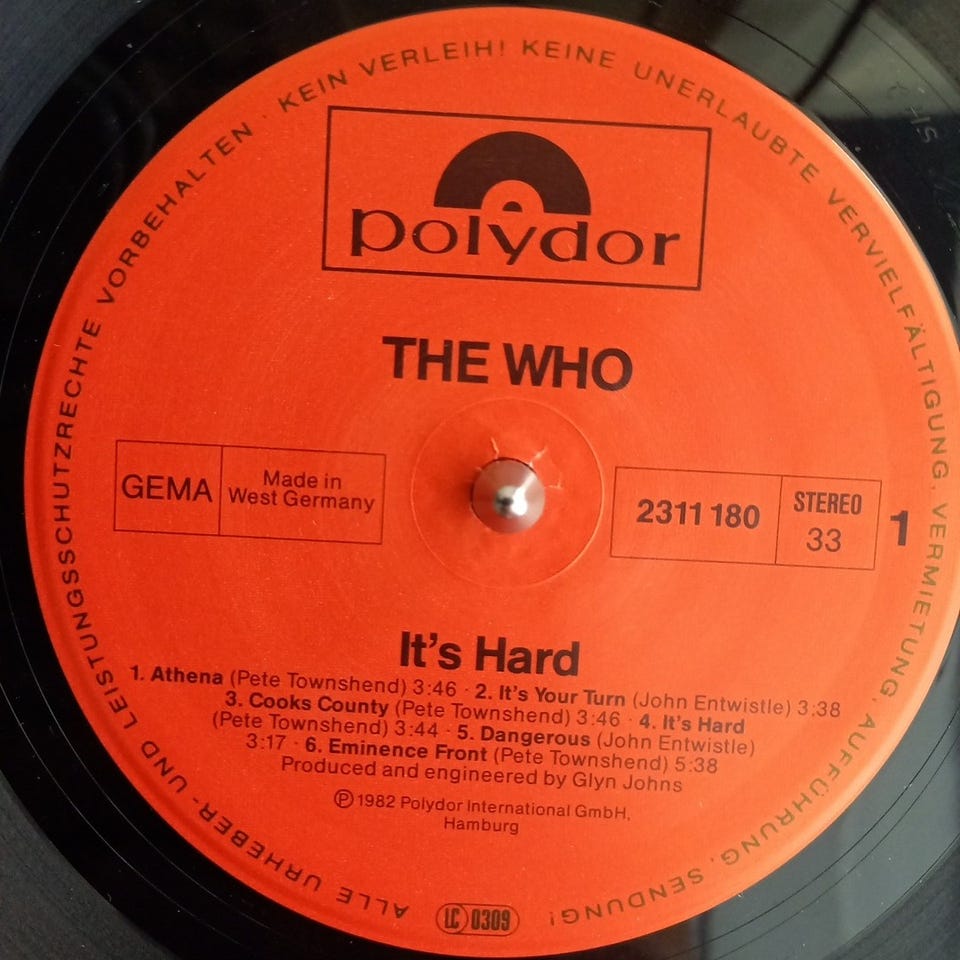 ALLE URHEBER- UND LEISTUNGSSCHUTZRECHTE VORBEHALTEN · KEIN VERLEIH! KEINE UNERLAUBTE VERVIELFÄLTIGUNG, VERMIETUNG, AUFFÜHRUNG, SENDUNG!
polydor
THE WHO
GEMA
Made in
West Germany
2311 180
STEREO
33
1
It's Hard
1. Athena (Pete Townshend) 3:46 · 2. It's Your Turn (John Entwistle) 3:38
3. Cooks County (Pete Townshend) 3:46 · 4. It's Hard
(Pete Townshend) 3:44 · 5. Dangerous (John Entwistle)
3:17 · 6. Eminence Front (Pete Townshend) 5:38
Produced and engineered by Glyn Johns
℗ 1982 Polydor International GmbH,
Hamburg
LC 0309